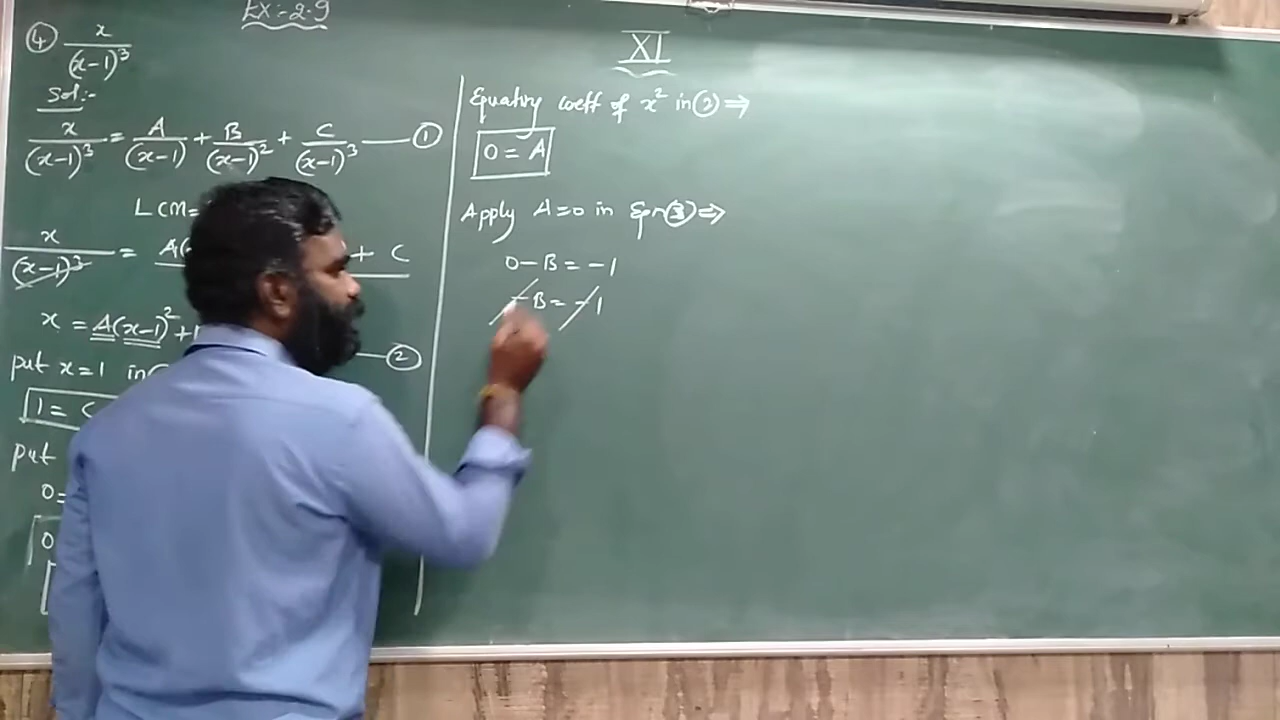 Ex:-2.9
XI
④ x/(x-1)³
Sol:-
x/(x-1)³ = A/(x-1) + B/(x-1)² + C/(x-1)³ —— ①
LCM=
x/(x-1)³ = A( + C
x = A(x-1)² + —— ②
put x=1 in
1 = C
put
0=
0
Equating coeff of x² in ② ⇒
0 = A
Apply A=0 in Eqn ③ ⇒
0-B = -1
-B = -1